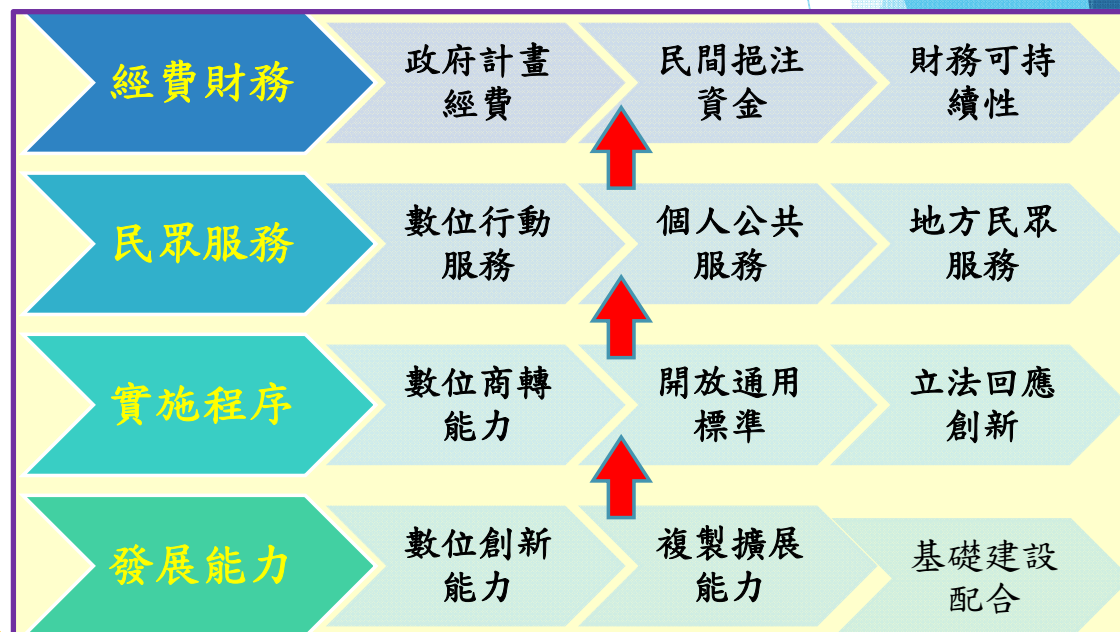 經費財務
政府計畫
經費
民間挹注
資金
財務可持
續性
民眾服務
數位行動
服務
個人公共
服務
地方民眾
服務
實施程序
數位商轉
能力
開放通用
標準
立法回應
創新
發展能力
數位創新
能力
複製擴展
能力
基礎建設
配合